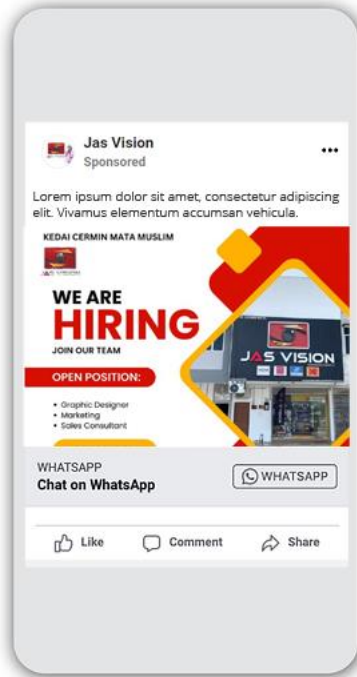 Jas Vision
Sponsored
Lorem ipsum dolor sit amet, consectetur adipiscing
elit. Vivamus elementum accumsan vehicula.
KEDAI CERMIN MATA MUSLIM
WE ARE
HIRING
JOIN OUR TEAM
OPEN POSITION:
• Graphic Designer
• Marketing
• Sales Consultant
JAS VISION
WHATSAPP
Chat on WhatsApp
WHATSAPP
Like
Comment
Share